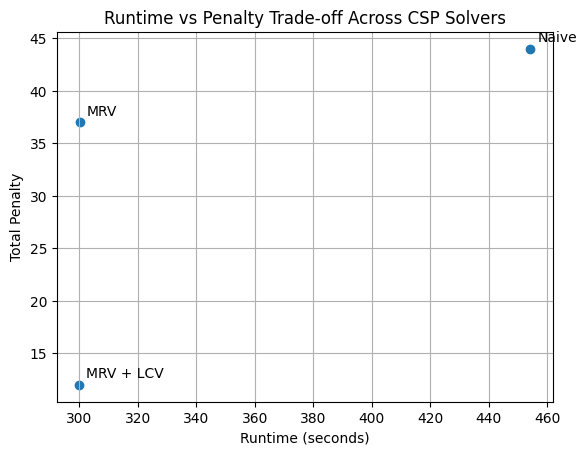 Runtime vs Penalty Trade-off Across CSP Solvers
Naive
MRV
MRV + LCV
Total Penalty
45
40
35
30
25
20
15
300 320 340 360 380 400 420 440 460
Runtime (seconds)